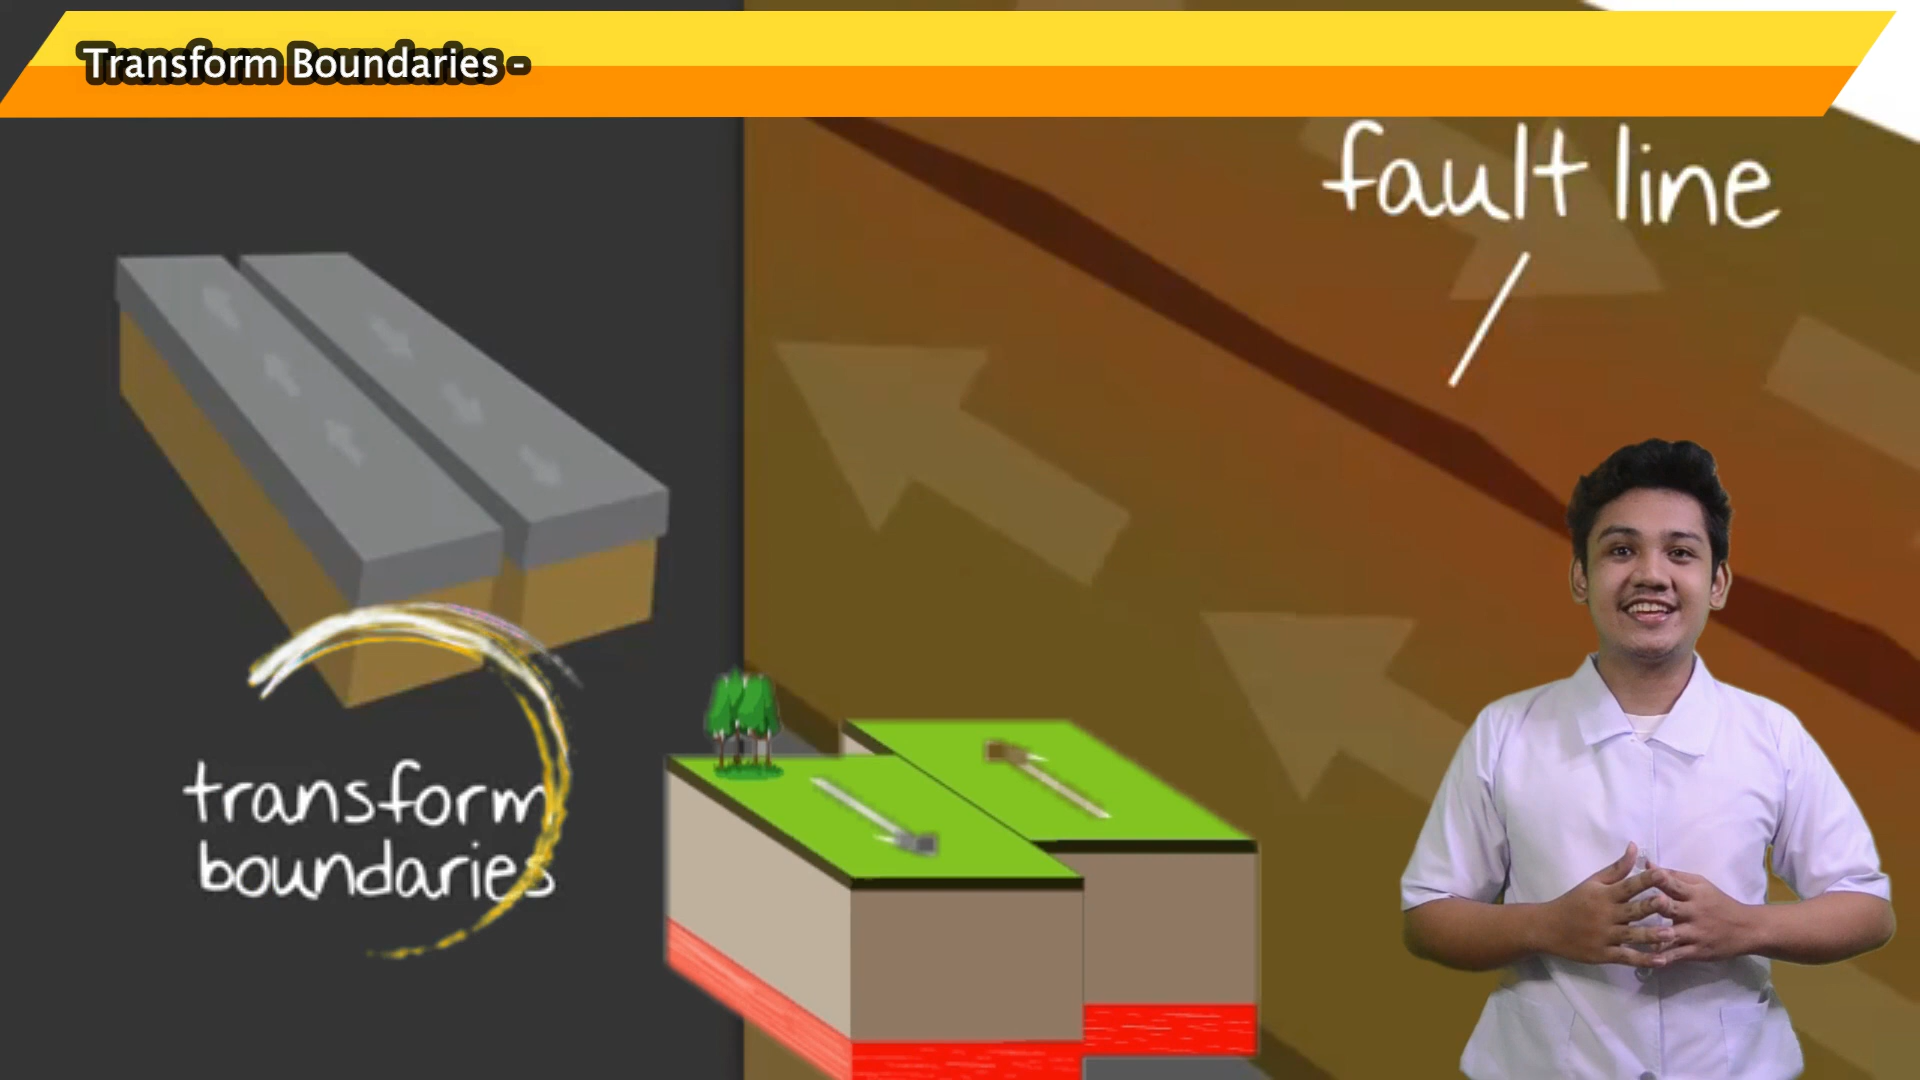 Transform Boundaries -
fault line
transform
boundaries